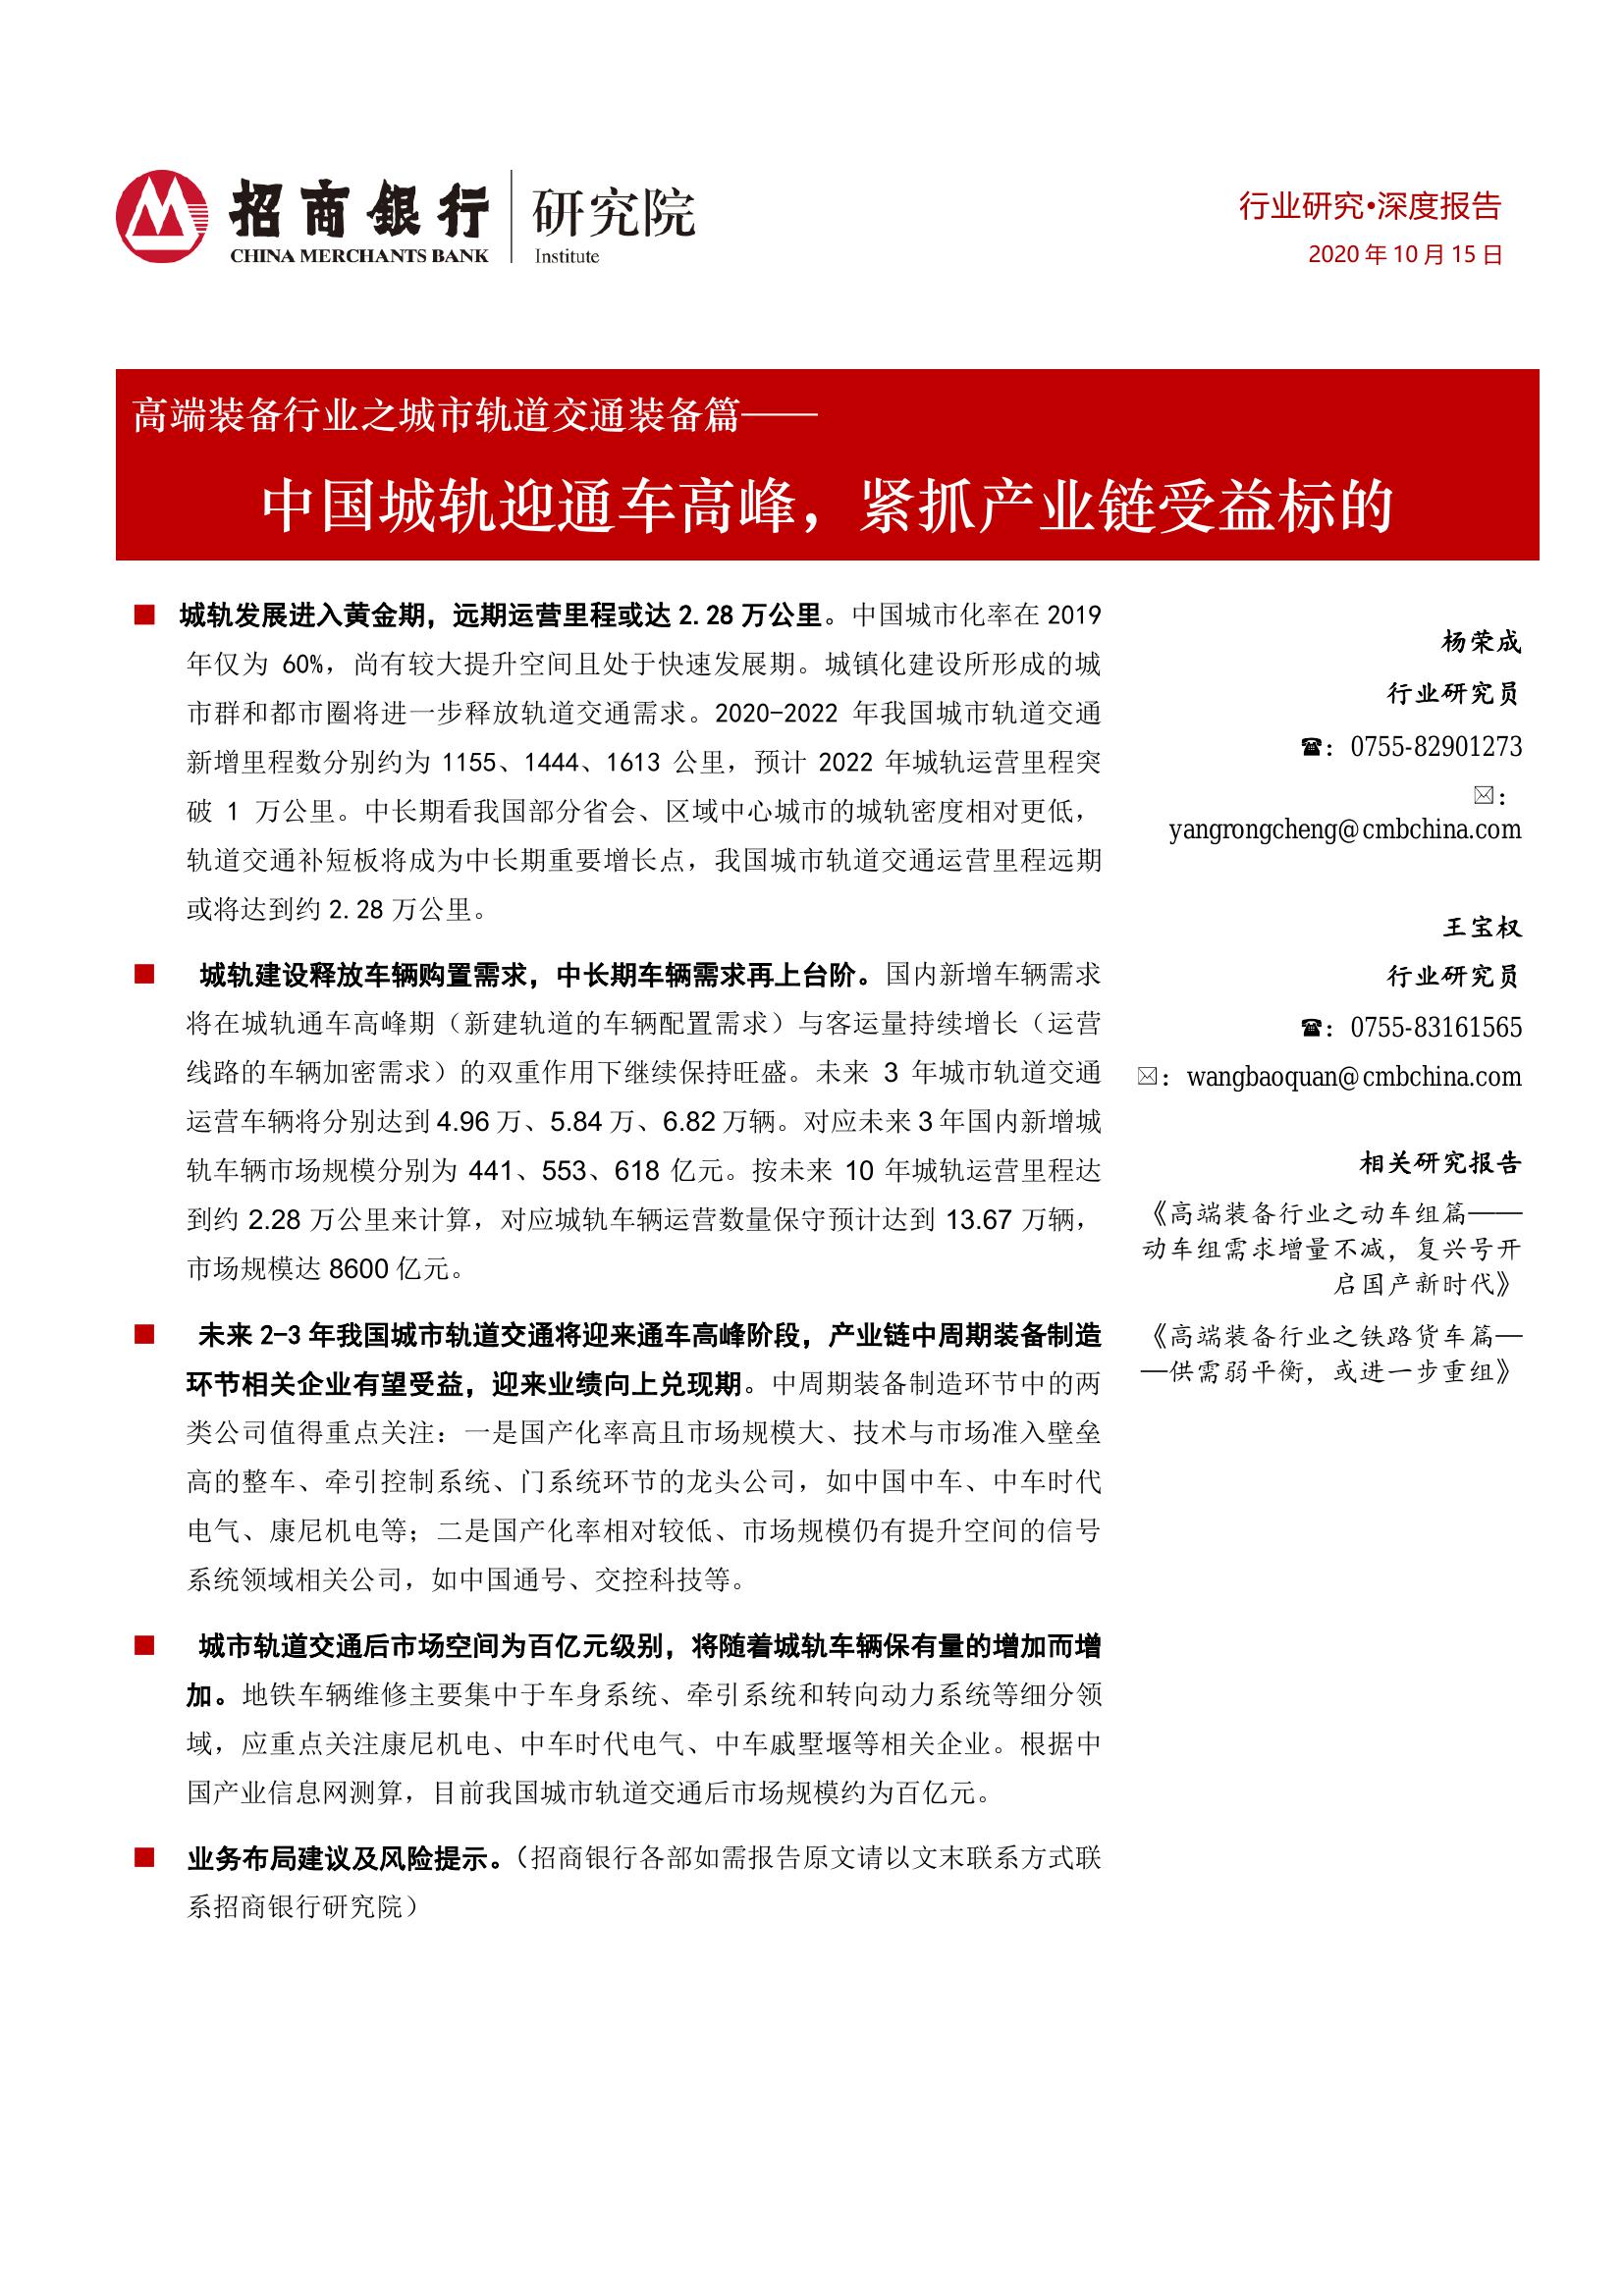 招商银行 研究院
CHINA MERCHANTS BANK Institute
行业研究•深度报告
2020 年 10 月 15 日
高端装备行业之城市轨道交通装备篇——
中国城轨迎通车高峰，紧抓产业链受益标的
■ 城轨发展进入黄金期，远期运营里程或达 2.28 万公里。中国城市化率在 2019
年仅为 60%，尚有较大提升空间且处于快速发展期。城镇化建设所形成的城
市群和都市圈将进一步释放轨道交通需求。2020-2022 年我国城市轨道交通
新增里程数分别约为 1155、1444、1613 公里，预计 2022 年城轨运营里程突
破 1 万公里。中长期看我国部分省会、区域中心城市的城轨密度相对更低，
轨道交通补短板将成为中长期重要增长点，我国城市轨道交通运营里程远期
或将达到约 2.28 万公里。
■ 城轨建设释放车辆购置需求，中长期车辆需求再上台阶。国内新增车辆需求
将在城轨通车高峰期（新建轨道的车辆配置需求）与客运量持续增长（运营
线路的车辆加密需求）的双重作用下继续保持旺盛。未来 3 年城市轨道交通
运营车辆将分别达到 4.96 万、5.84 万、6.82 万辆。对应未来 3 年国内新增城
轨车辆市场规模分别为 441、553、618 亿元。按未来 10 年城轨运营里程达
到约 2.28 万公里来计算，对应城轨车辆运营数量保守预计达到 13.67 万辆，
市场规模达 8600 亿元。
■ 未来 2-3 年我国城市轨道交通将迎来通车高峰阶段，产业链中周期装备制造
环节相关企业有望受益，迎来业绩向上兑现期。中周期装备制造环节中的两
类公司值得重点关注：一是国产化率高且市场规模大、技术与市场准入壁垒
高的整车、牵引控制系统、门系统环节的龙头公司，如中国中车、中车时代
电气、康尼机电等；二是国产化率相对较低、市场规模仍有提升空间的信号
系统领域相关公司，如中国通号、交控科技等。
■ 城市轨道交通后市场空间为百亿元级别，将随着城轨车辆保有量的增加而增
加。地铁车辆维修主要集中于车身系统、牵引系统和转向动力系统等细分领
域，应重点关注康尼机电、中车时代电气、中车戚墅堰等相关企业。根据中
国产业信息网测算，目前我国城市轨道交通后市场规模约为百亿元。
■ 业务布局建议及风险提示。（招商银行各部如需报告原文请以文末联系方式联
系招商银行研究院）
杨荣成
行业研究员
☎：0755-82901273
✉：
yangrongcheng@cmbchina.com
王宝权
行业研究员
☎：0755-83161565
✉：wangbaoquan@cmbchina.com
相关研究报告
《高端装备行业之动车组篇——
动车组需求增量不减，复兴号开
启国产新时代》
《高端装备行业之铁路货车篇—
—供需弱平衡，或进一步重组》